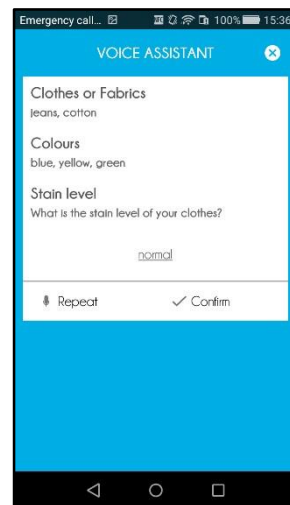 Emergency call... 100% 15:36
VOICE ASSISTANT
Clothes or Fabrics
jeans, cotton
Colours
blue, yellow, green
Stain level
What is the stain level of your clothes?
normal
Repeat Confirm